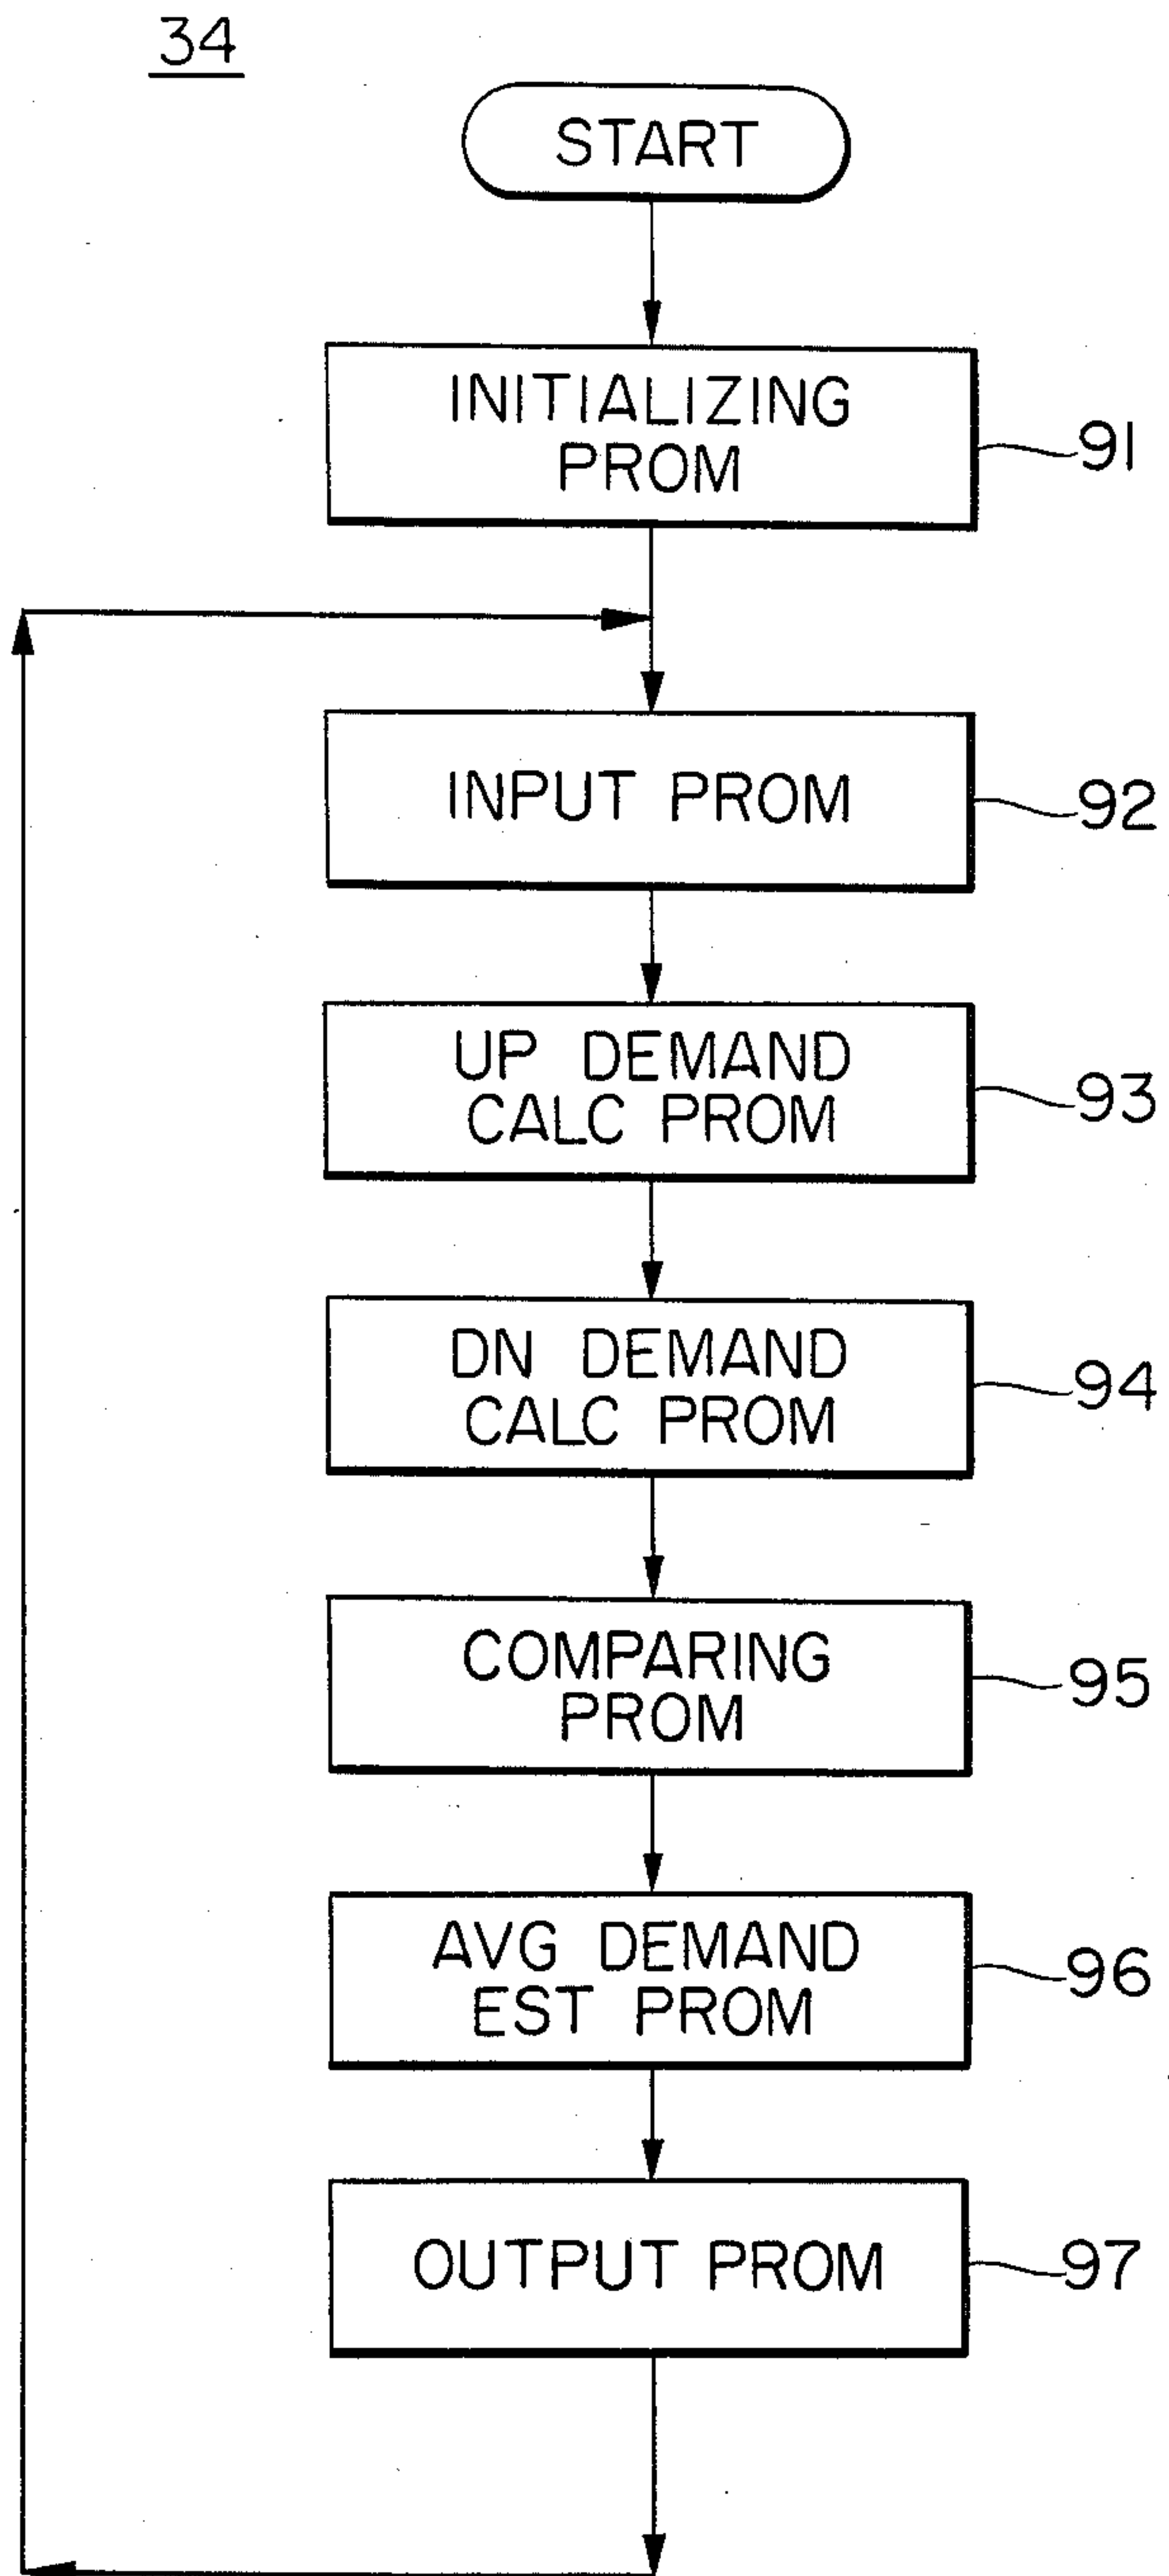 34
START
INITIALIZING
PROM
91
INPUT PROM
92
UP DEMAND
CALC PROM
93
DN DEMAND
CALC PROM
94
COMPARING
PROM
95
AVG DEMAND
EST PROM
96
OUTPUT PROM
97